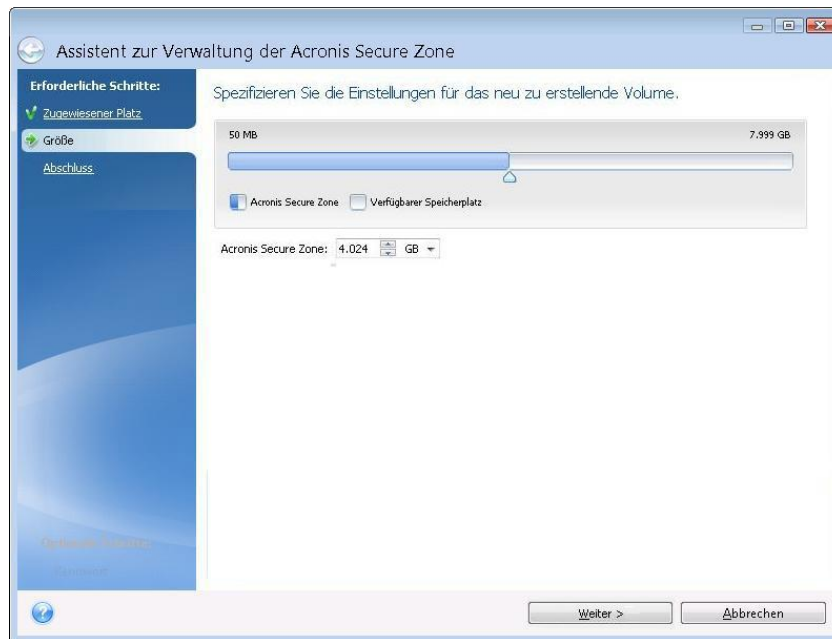 Assistent zur Verwaltung der Acronis Secure Zone
Erforderliche Schritte:
Zugewiesener Platz
Größe
Abschluss
Spezifizieren Sie die Einstellungen für das neu zu erstellende Volume.
50 MB
7.999 GB
Acronis Secure Zone
Verfügbarer Speicherplatz
Acronis Secure Zone: 4.024 GB
Weiter >
Abbrechen